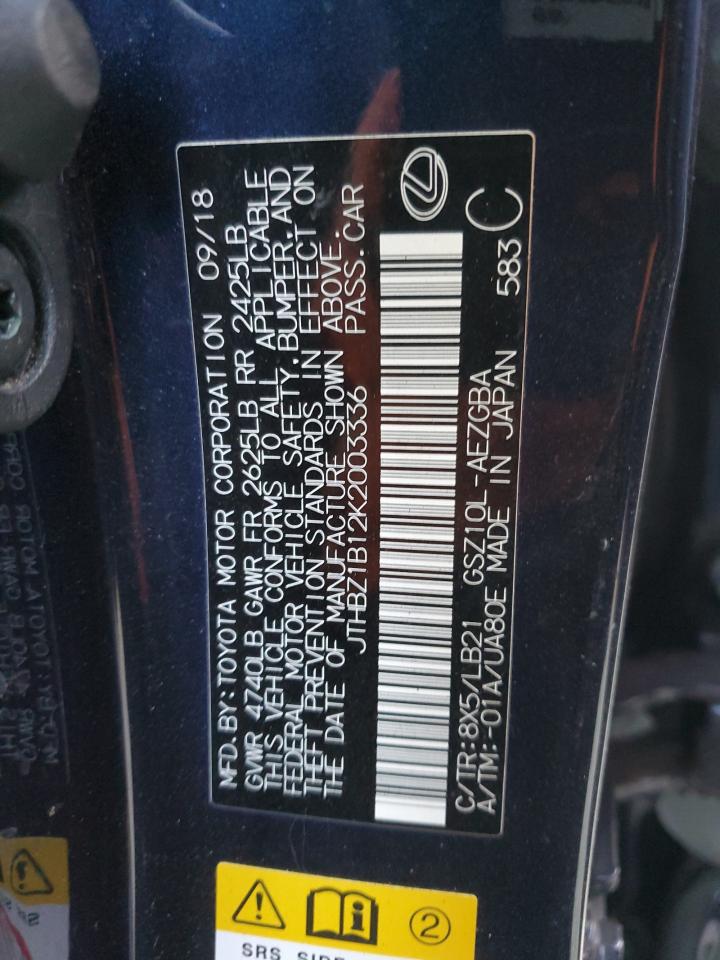 MFD. BY: TOYOTA MOTOR CORPORATION 09/18
GVWR 4740LB GAWR FR 2625LB RR 2425LB
THIS VEHICLE CONFORMS TO ALL APPLICABLE
FEDERAL MOTOR VEHICLE SAFETY, BUMPER, AND
THEFT PREVENTION STANDARDS IN EFFECT ON
THE DATE OF MANUFACTURE SHOWN ABOVE.
JTHBZ1B12K2003336 PASS. CAR
C/TR: 8X5/LB21 GSZ10L-AEZGBA 583 C
A/TM: -01A/UA80E MADE IN JAPAN
2
SRS SIDE